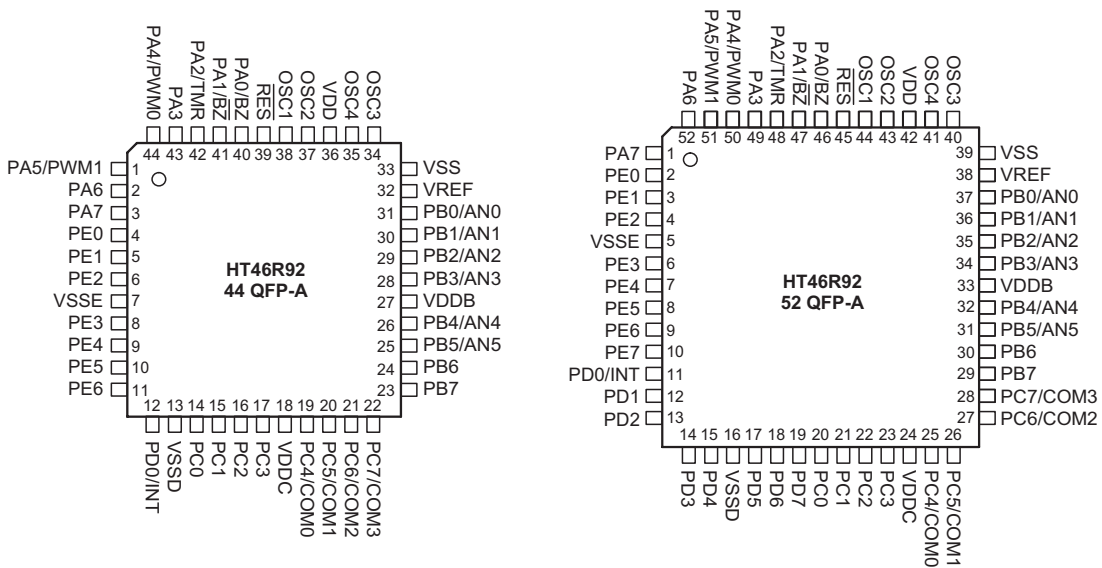 PA4/PWM0
PA3
PA2/TMR
PA1/BZ
PA0/BZ
RES
OSC1
OSC2
VDD
OSC4
OSC3
44 43 42 41 40 39 38 37 36 35 34
PA5/PWM1 1
PA6 2
PA7 3
PE0 4
PE1 5
PE2 6
VSSE 7
PE3 8
PE4 9
PE5 10
PE6 11
HT46R92
44 QFP-A
33 VSS
32 VREF
31 PB0/AN0
30 PB1/AN1
29 PB2/AN2
28 PB3/AN3
27 VDDB
26 PB4/AN4
25 PB5/AN5
24 PB6
23 PB7
12 13 14 15 16 17 18 19 20 21 22
PD0/INT
VSSD
PC0
PC1
PC2
PC3
VDDC
PC4/COM0
PC5/COM1
PC6/COM2
PC7/COM3
PA6
PA5/PWM1
PA4/PWM0
PA3
PA2/TMR
PA1/BZ
PA0/BZ
RES
OSC1
OSC2
VDD
OSC4
OSC3
52 51 50 49 48 47 46 45 44 43 42 41 40
PA7 1
PE0 2
PE1 3
PE2 4
VSSE 5
PE3 6
PE4 7
PE5 8
PE6 9
PE7 10
PD0/INT 11
PD1 12
PD2 13
HT46R92
52 QFP-A
39 VSS
38 VREF
37 PB0/AN0
36 PB1/AN1
35 PB2/AN2
34 PB3/AN3
33 VDDB
32 PB4/AN4
31 PB5/AN5
30 PB6
29 PB7
28 PC7/COM3
27 PC6/COM2
14 15 16 17 18 19 20 21 22 23 24 25 26
PD3
PD4
VSSD
PD5
PD6
PD7
PC0
PC1
PC2
PC3
VDDC
PC4/COM0
PC5/COM1